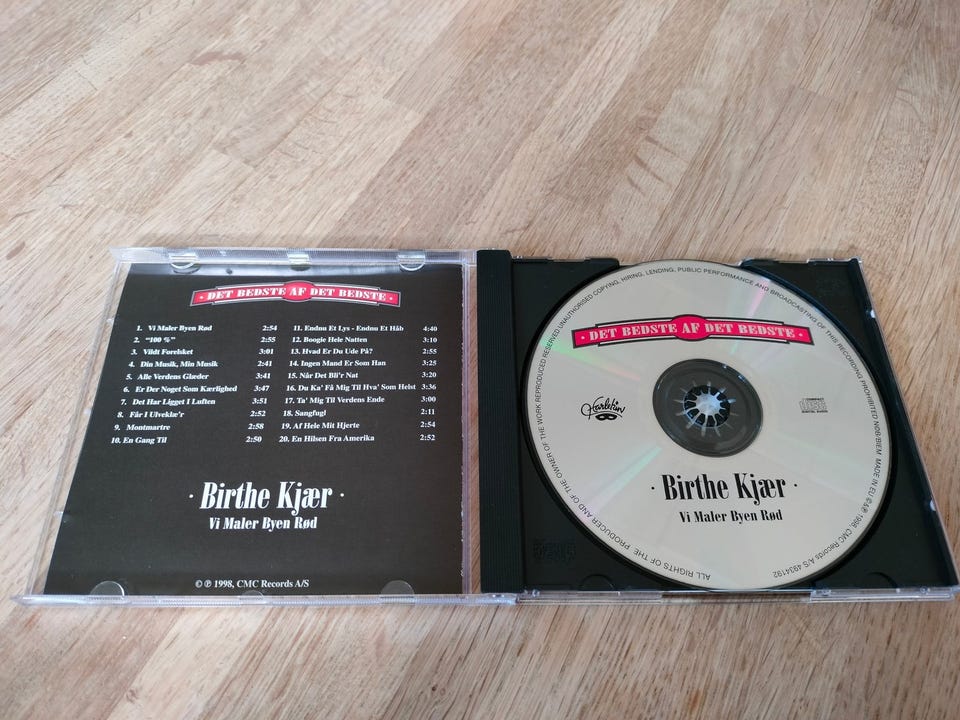 · DET BEDSTE AF DET BEDSTE ·
1. Vi Maler Byen Rød 2:54
2. "100 %" 2:55
3. Vildt Forelsket 3:01
4. Din Musik, Min Musik 2:41
5. Alle Verdens Glæder 2:41
6. Er Der Noget Som Kærlighed 3:47
7. Det Har Ligget I Luften 3:51
8. Får I Ulveklæ'r 2:52
9. Montmartre 2:58
10. En Gang Til 2:50
11. Endnu Et Lys - Endnu Et Håb 4:40
12. Boogie Hele Natten 3:10
13. Hvad Er Du Ude På? 2:55
14. Ingen Mand Er Som Han 3:25
15. Når Det Bli'r Nat 3:20
16. Du Ka' Få Mig Til Hva' Som Helst 3:36
17. Ta' Mig Til Verdens Ende 3:00
18. Sangfugl 2:11
19. Af Hele Mit Hjerte 2:54
20. En Hilsen Fra Amerika 2:52
· Birthe Kjær ·
Vi Maler Byen Rød
© ℗ 1998, CMC Records A/S
ALL RIGHTS OF THE PRODUCER AND OF THE OWNER OF THE WORK REPRODUCED RESERVED UNAUTHORISED COPYING, HIRING, LENDING, PUBLIC PERFORMANCE AND BROADCASTING OF THIS RECORDING PROHIBITED NCB-BIEM MADE IN EU © & ℗ 1998, CMC Records A/S 4934192
· DET BEDSTE AF DET BEDSTE ·
Harlekin
COMPACT
disc
DIGITAL AUDIO
· Birthe Kjær ·
Vi Maler Byen Rød